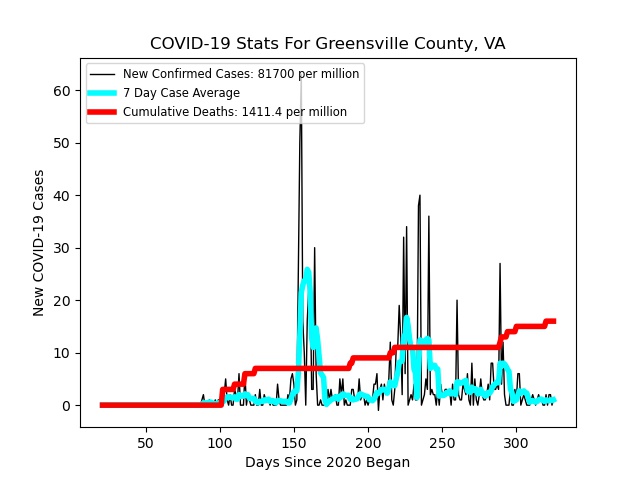 COVID-19 Stats For Greensville County, VA
New Confirmed Cases: 81700 per million
7 Day Case Average
Cumulative Deaths: 1411.4 per million
60
50
40
30
20
10
0
New COVID-19 Cases
50 100 150 200 250 300
Days Since 2020 Began